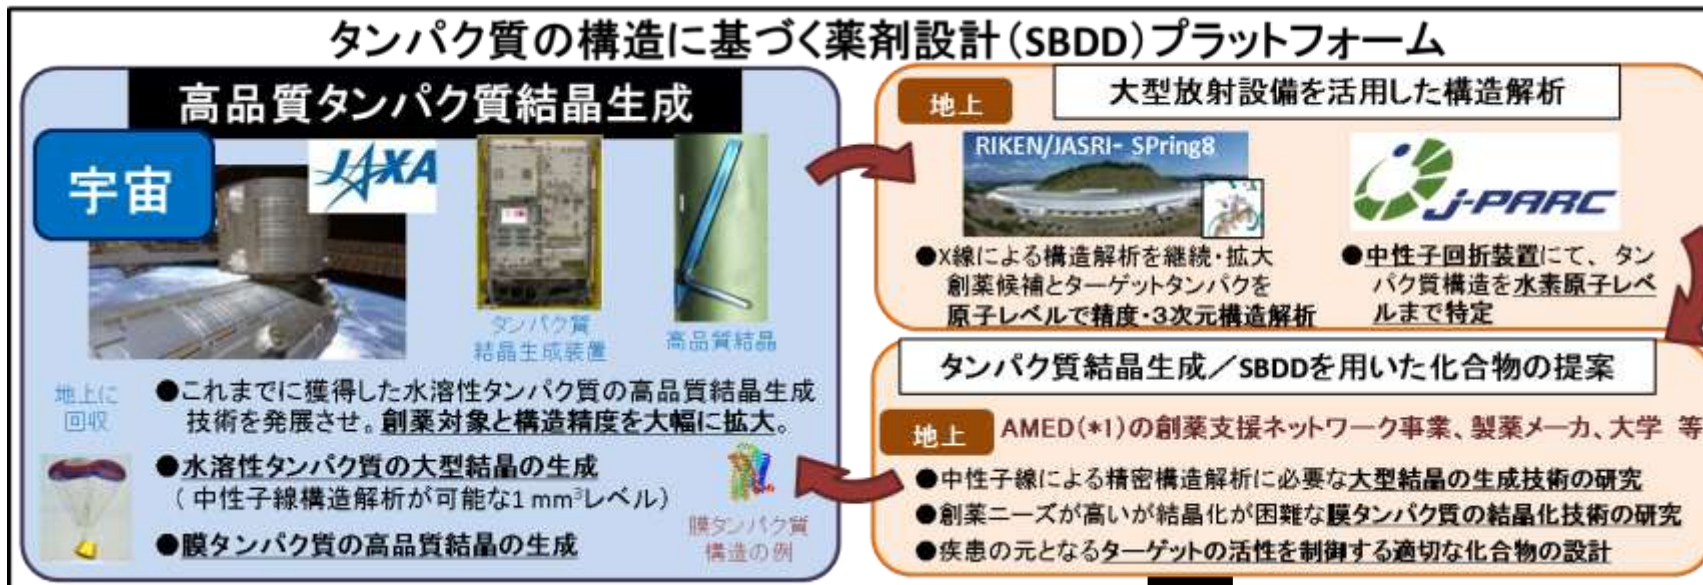 タンパク質の構造に基づく薬剤設計（SBDD）プラットフォーム
高品質タンパク質結晶生成
宇宙
JAXA
タンパク質
結晶生成装置
高品質結晶
地上に
回収
●これまでに獲得した水溶性タンパク質の高品質結晶生成
技術を発展させ。創薬対象と構造精度を大幅に拡大。
●水溶性タンパク質の大型結晶の生成
（中性子線構造解析が可能な1 mm³レベル）
●膜タンパク質の高品質結晶の生成
膜タンパク質
構造の例
地上
大型放射設備を活用した構造解析
RIKEN/JASRI- SPring8
J-PARC
●X線による構造解析を継続・拡大
創薬候補とターゲットタンパクを
原子レベルで精度・3次元構造解析
●中性子回折装置にて、タン
パク質構造を水素原子レベ
ルまで特定
タンパク質結晶生成／SBDDを用いた化合物の提案
地上
AMED(*1)の創薬支援ネットワーク事業、製薬メーカ、大学 等
●中性子線による精密構造解析に必要な大型結晶の生成技術の研究
●創薬ニーズが高いが結晶化が困難な膜タンパク質の結晶化技術の研究
●疾患の元となるターゲットの活性を制御する適切な化合物の設計